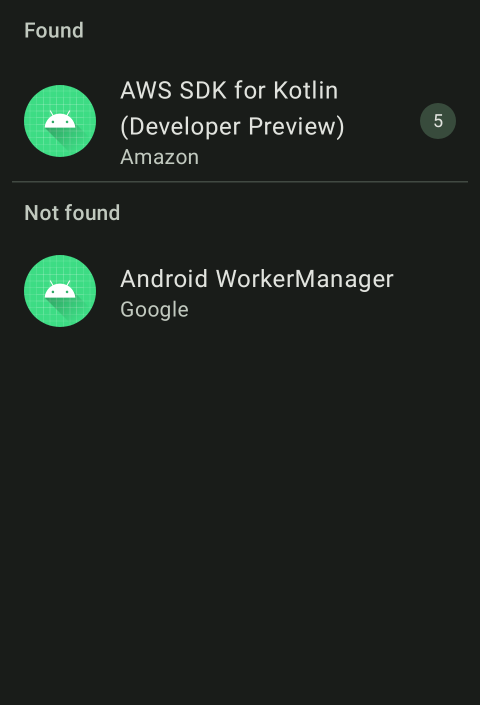 Found
AWS SDK for Kotlin
(Developer Preview)
Amazon
5
Not found
Android WorkerManager
Google